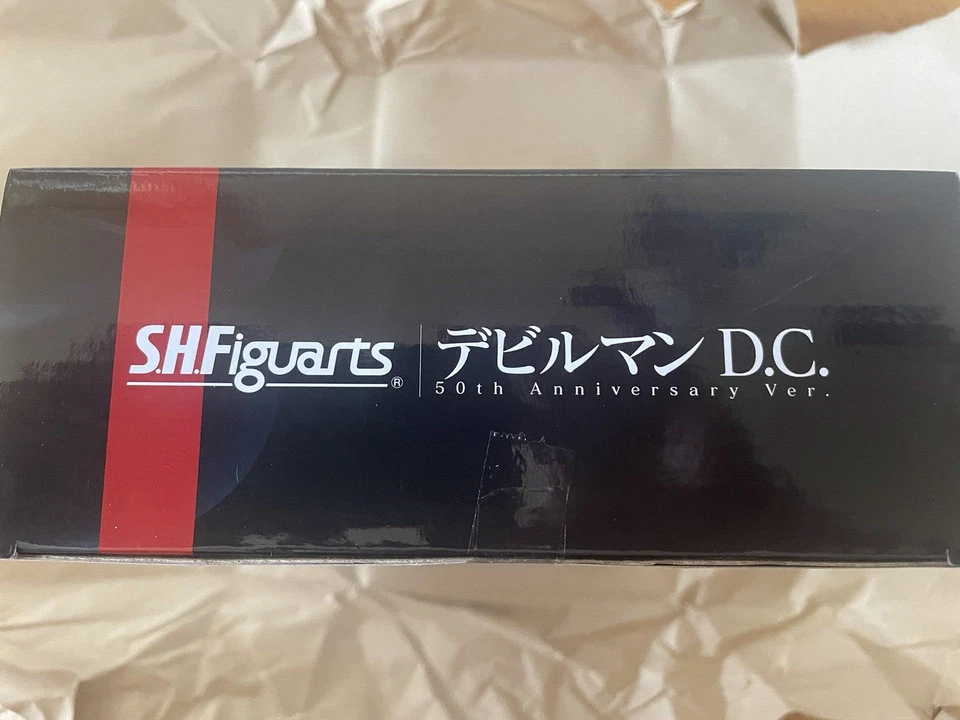 S.H.Figuarts® デビルマン D.C.
50th Anniversary Ver.